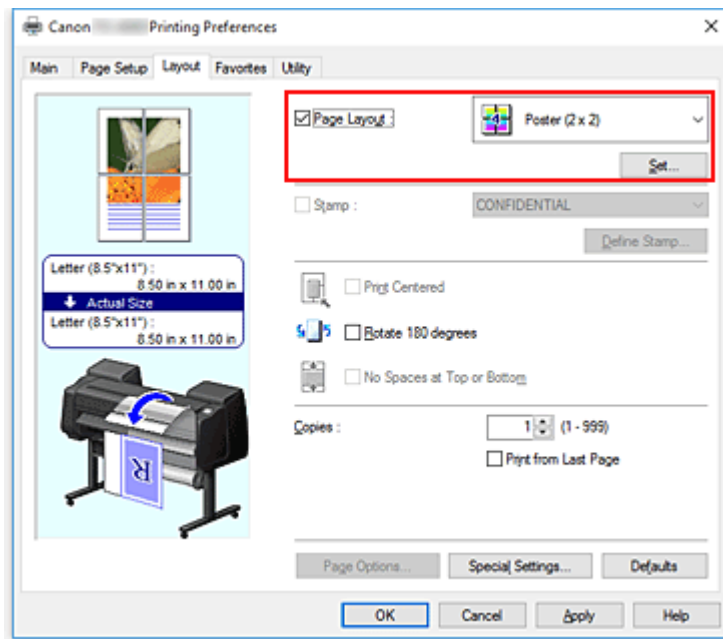 Canon Printing Preferences
Main Page Setup Layout Favorites Utility
Page Layout : 4 Poster (2 x 2)
Set...
Stamp : CONFIDENTIAL
Define Stamp...
Letter (8.5"x11") :
8.50 in x 11.00 in
Actual Size
Letter (8.5"x11") :
8.50 in x 11.00 in
Print Centered
Rotate 180 degrees
No Spaces at Top or Bottom
Copies : 1 (1 - 999)
Print from Last Page
R
Page Options... Special Settings... Defaults
OK Cancel Apply Help